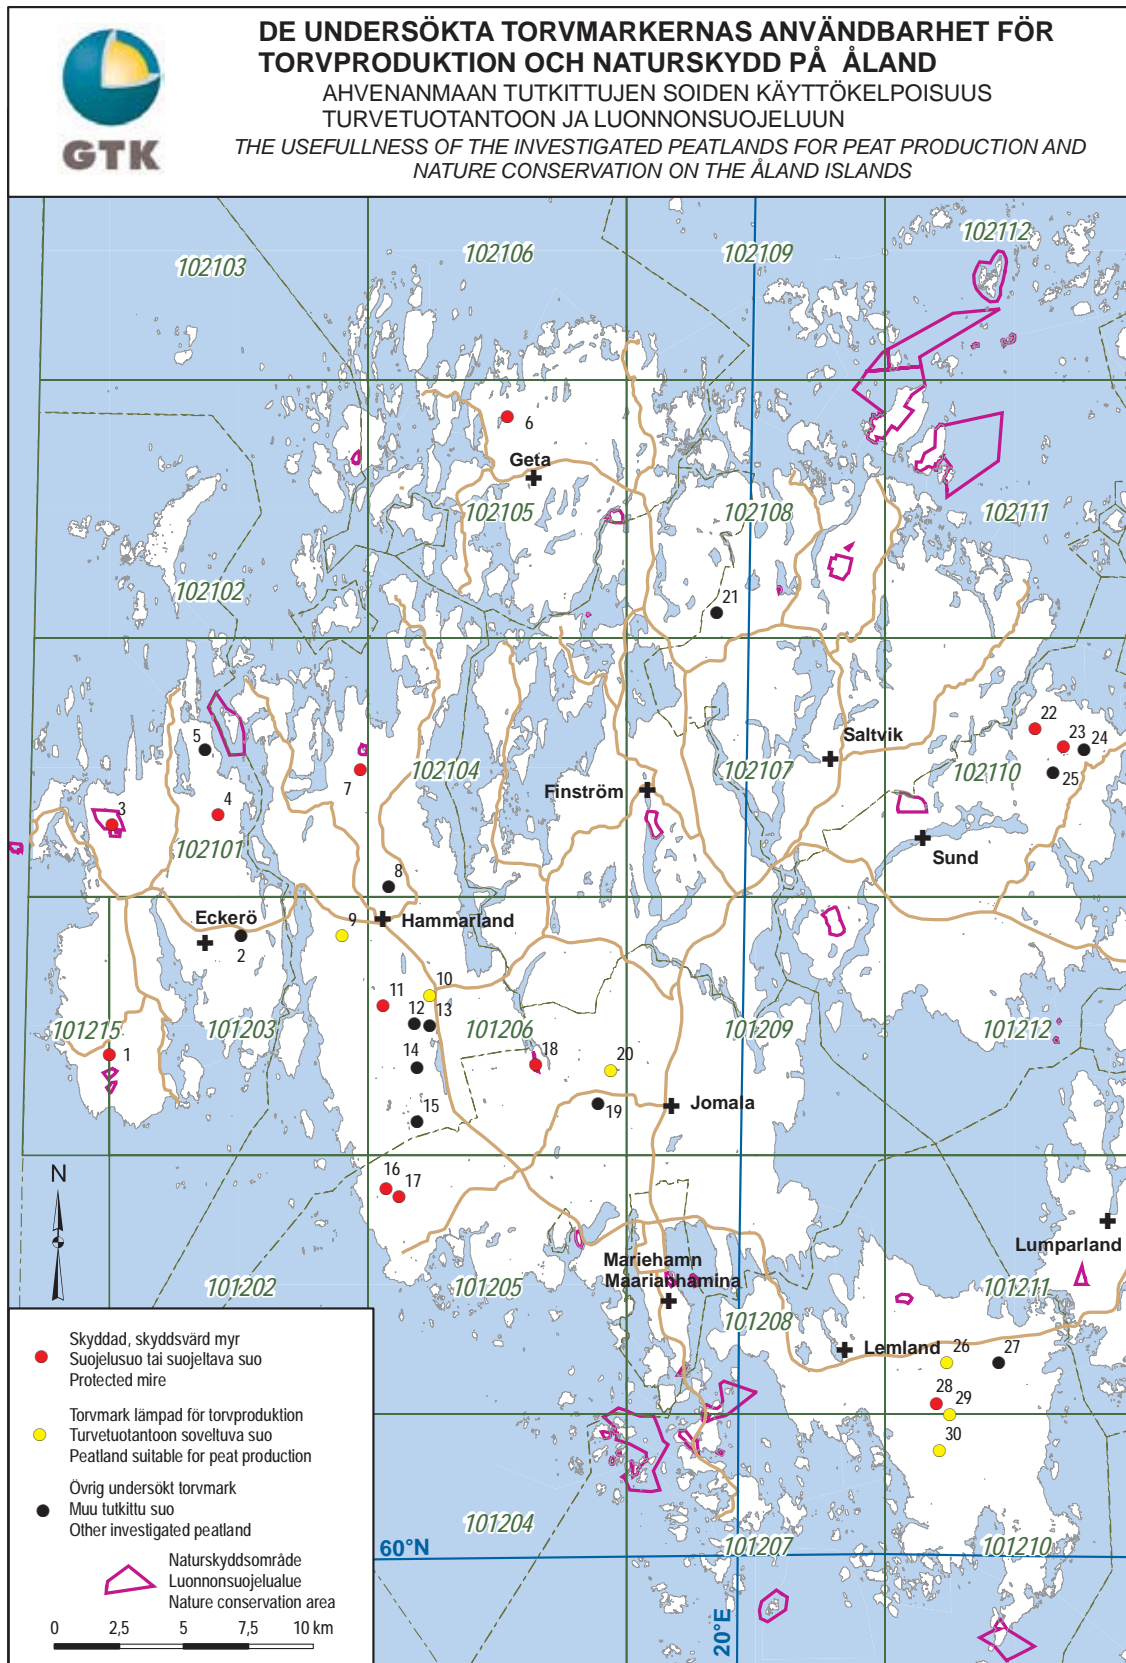 DE UNDERSÖKTA TORVMARKERNAS ANVÄNDBARHET FÖR
TORVPRODUKTION OCH NATURSKYDD PÅ ÅLAND
AHVENANMAAN TUTKITTUJEN SOIDEN KÄYTTÖKELPOISUUS
TURVETUOTANTOON JA LUONNONSUOJELUUN
THE USEFULLNESS OF THE INVESTIGATED PEATLANDS FOR PEAT PRODUCTION AND
NATURE CONSERVATION ON THE ÅLAND ISLANDS
GTK
102112
102103
102106
102109
6
Geta
102105
102108
102111
102102
21
5
22
23
24
25
Saltvik
7
102104
102107
102110
Finström
3
4
102101
Sund
8
Eckerö
2
9
Hammarland
10
11
12
13
101215
101203
101206
101209
101212
1
14
18
20
15
19
Jomala
N
16
17
Lumparland
Mariehamn
Maarianhamina
101202
101205
101211
101208
Lemland
26
27
28
29
30
101204
60°N
101207
101210
20°E
Skyddad, skyddsvärd myr
Suojelusuo tai suojeltava suo
Protected mire
Torvmark lämpad för torvproduktion
Turvetuotantoon soveltuva suo
Peatland suitable for peat production
Övrig undersökt torvmark
Muu tutkittu suo
Other investigated peatland
Naturskyddsområde
Luonnonsuojelualue
Nature conservation area
0 2,5 5 7,5 10 km